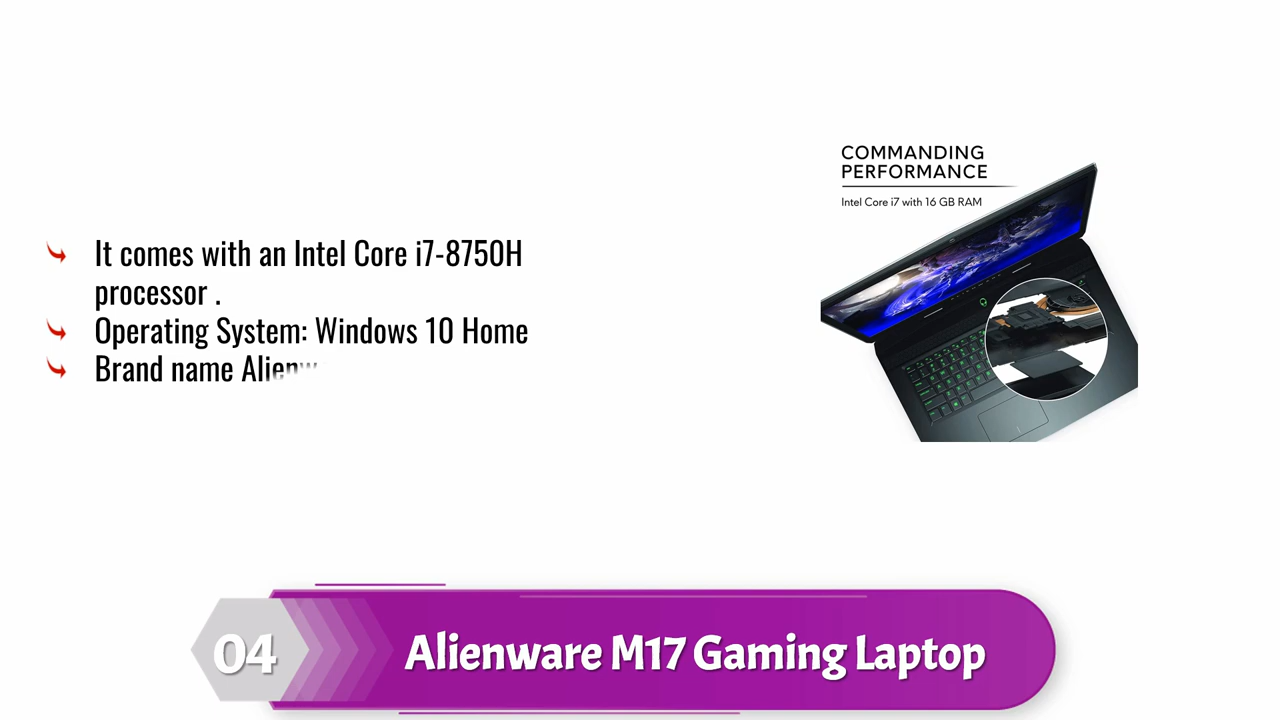 COMMANDING
PERFORMANCE
Intel Core i7 with 16 GB RAM
It comes with an Intel Core i7-8750H
processor .
Operating System: Windows 10 Home
Brand name
04
Alienware M17 Gaming Laptop